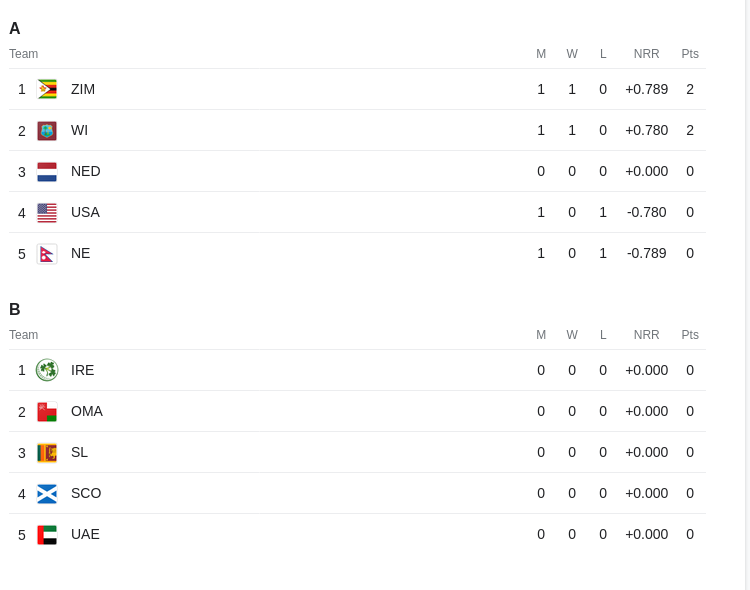 A
Team M W L NRR Pts
1 ZIM 1 1 0 +0.789 2
2 WI 1 1 0 +0.780 2
3 NED 0 0 0 +0.000 0
4 USA 1 0 1 -0.780 0
5 NE 1 0 1 -0.789 0
B
Team M W L NRR Pts
1 IRE 0 0 0 +0.000 0
2 OMA 0 0 0 +0.000 0
3 SL 0 0 0 +0.000 0
4 SCO 0 0 0 +0.000 0
5 UAE 0 0 0 +0.000 0